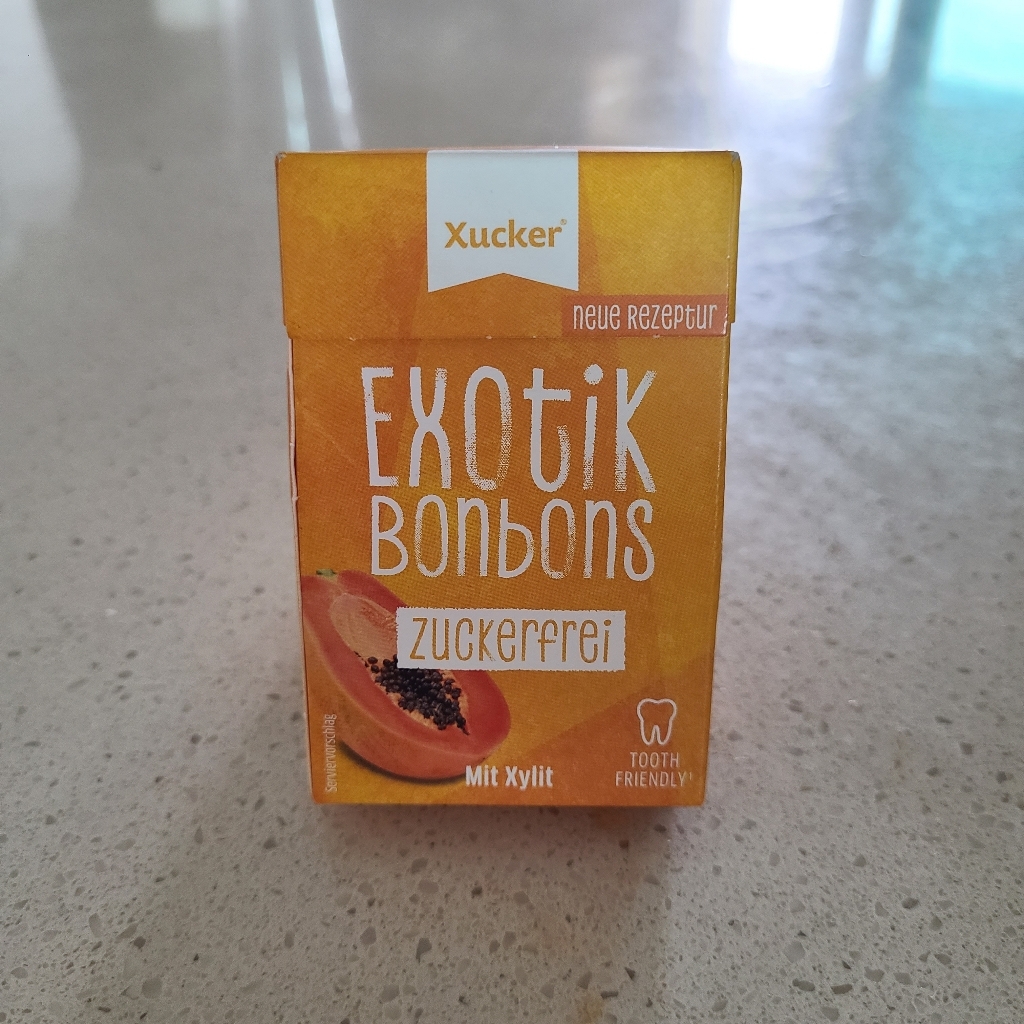 Xucker®
neue Rezeptur
Exotik
Bonbons
zuckerfrei
Serviervorschlag
Mit Xylit
TOOTH
FRIENDLY¹